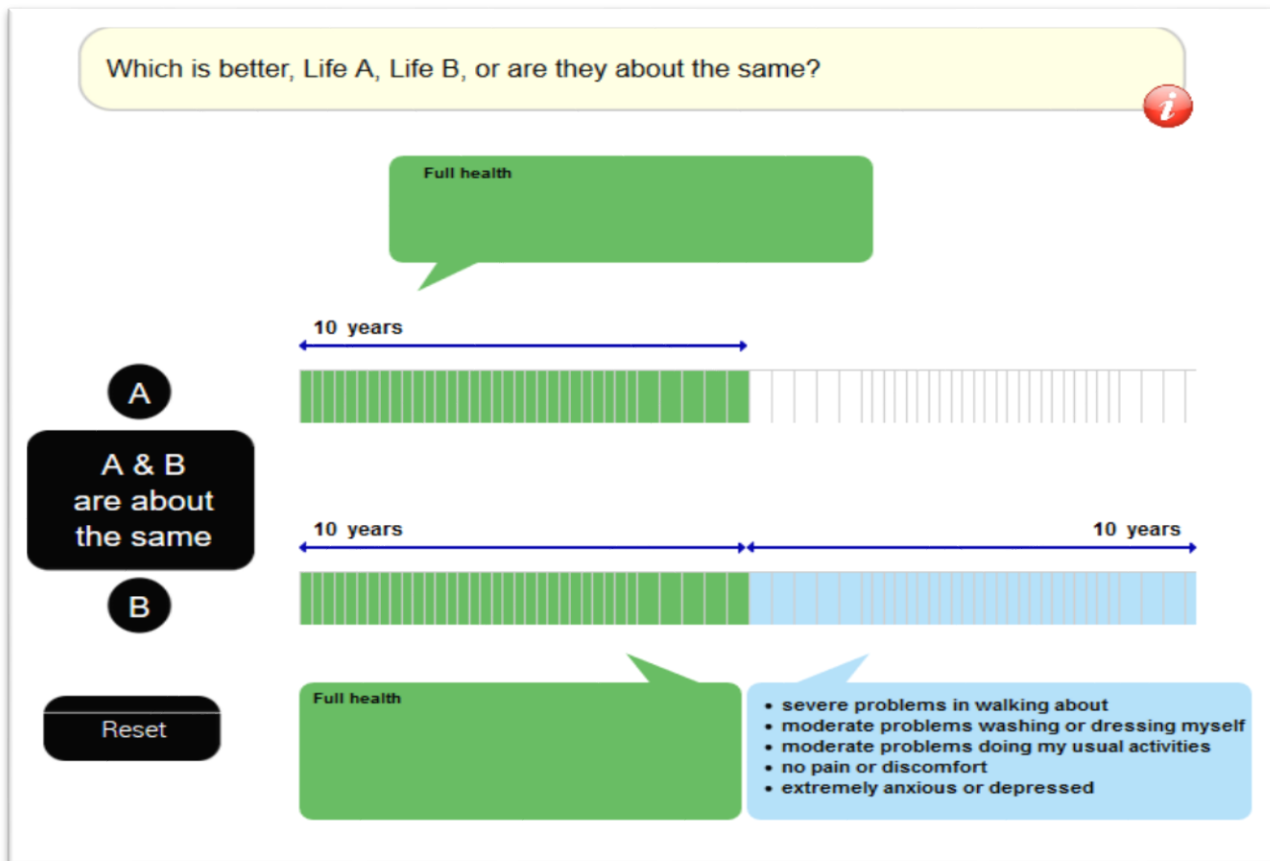 Which is better, Life A, Life B, or are they about the same?
i
Full health
10 years
A
A & B
are about
the same
10 years
10 years
B
Full health
• severe problems in walking about
• moderate problems washing or dressing myself
• moderate problems doing my usual activities
• no pain or discomfort
• extremely anxious or depressed
Reset